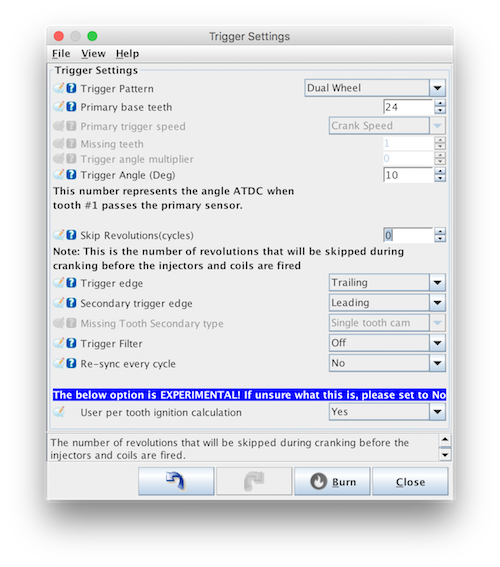 Trigger Settings
File View Help
Trigger Settings
Trigger Pattern Dual Wheel
Primary base teeth 24
Primary trigger speed Crank Speed
Missing teeth 1
Trigger angle multiplier 0
Trigger Angle (Deg) 10
This number represents the angle ATDC when
tooth #1 passes the primary sensor.
Skip Revolutions(cycles) 0
Note: This is the number of revolutions that will be skipped during
cranking before the injectors and coils are fired
Trigger edge Trailing
Secondary trigger edge Leading
Missing Tooth Secondary type Single tooth cam
Trigger Filter Off
Re-sync every cycle No
The below option is EXPERIMENTAL! If unsure what this is, please set to No
User per tooth ignition calculation Yes
The number of revolutions that will be skipped during cranking before the
injectors and coils are fired.
Burn Close